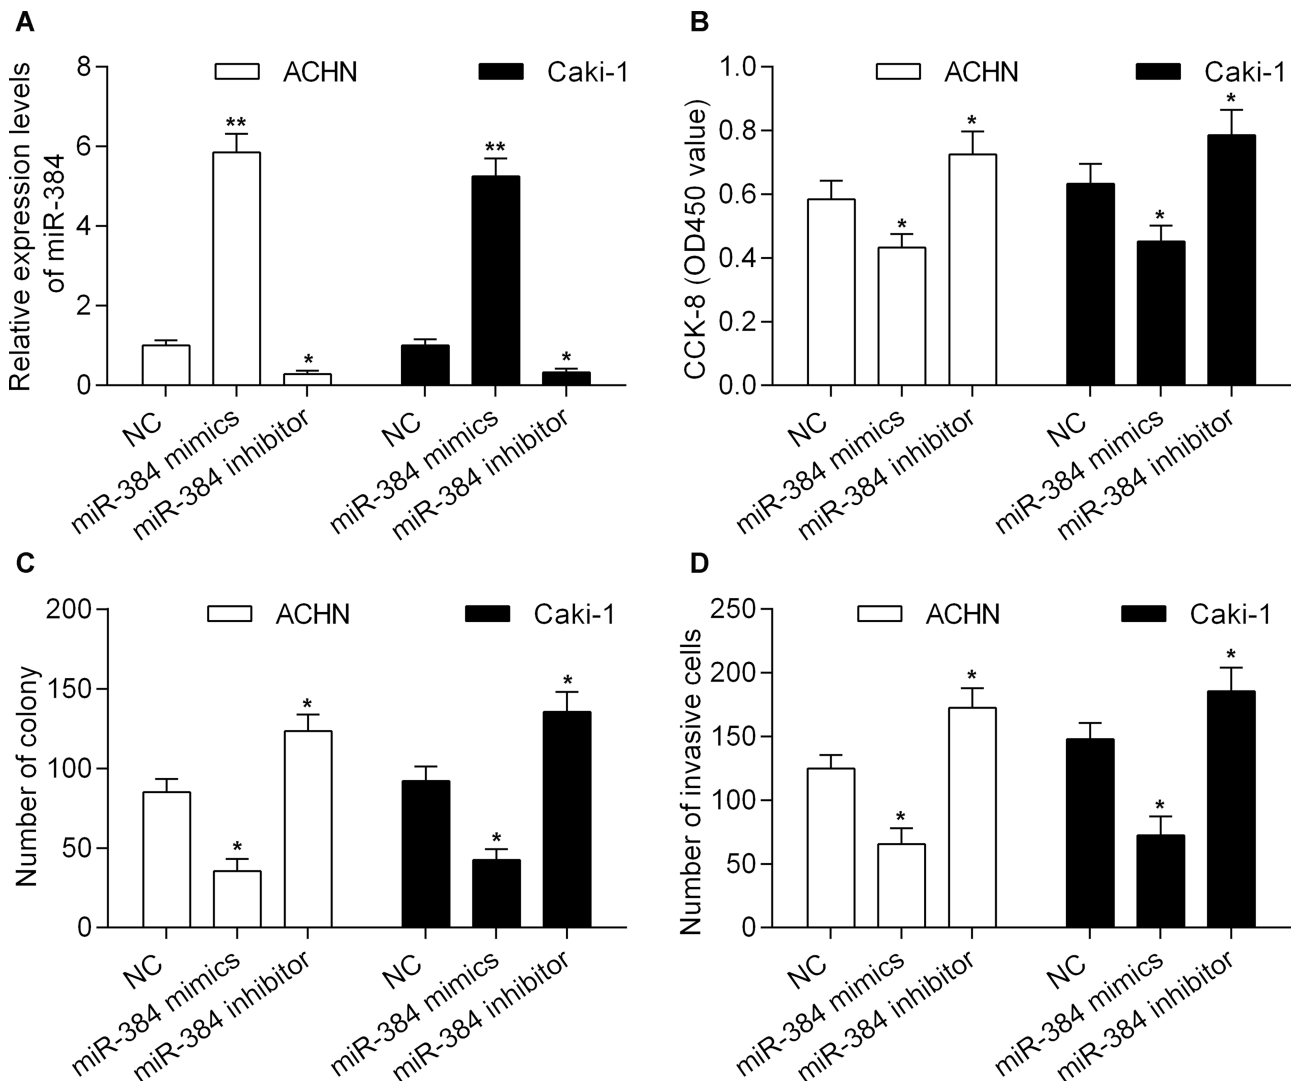 A
Relative expression levels
of miR-384
8
6
4
2
0
ACHN
Caki-1
**
*
**
*
NC
miR-384 mimics
miR-384 inhibitor
NC
miR-384 mimics
miR-384 inhibitor
B
CCK-8 (OD450 value)
1.0
0.8
0.6
0.4
0.2
0.0
ACHN
Caki-1
*
*
*
*
NC
miR-384 mimics
miR-384 inhibitor
NC
miR-384 mimics
miR-384 inhibitor
C
Number of colony
200
150
100
50
0
ACHN
Caki-1
*
*
*
*
NC
miR-384 mimics
miR-384 inhibitor
NC
miR-384 mimics
miR-384 inhibitor
D
Number of invasive cells
250
200
150
100
50
0
ACHN
Caki-1
*
*
*
*
NC
miR-384 mimics
miR-384 inhibitor
NC
miR-384 mimics
miR-384 inhibitor